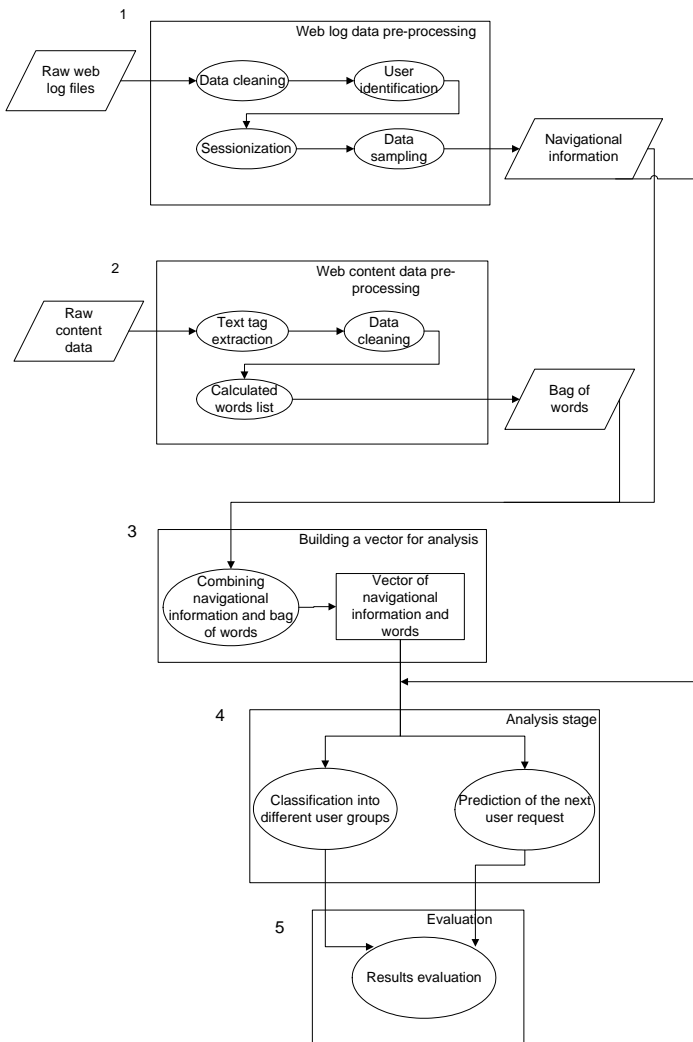 1
Web log data pre-processing
Raw web
log files
Data cleaning
User
identification
Sessionization
Data
sampling
Navigational
information
2
Web content data pre-
processing
Raw
content
data
Text tag
extraction
Data
cleaning
Calculated
words list
Bag of
words
3
Building a vector for analysis
Combining
navigational
information and bag
of words
Vector of
navigational
information and
words
4
Analysis stage
Classification into
different user groups
Prediction of the next
user request
5
Evaluation
Results evaluation